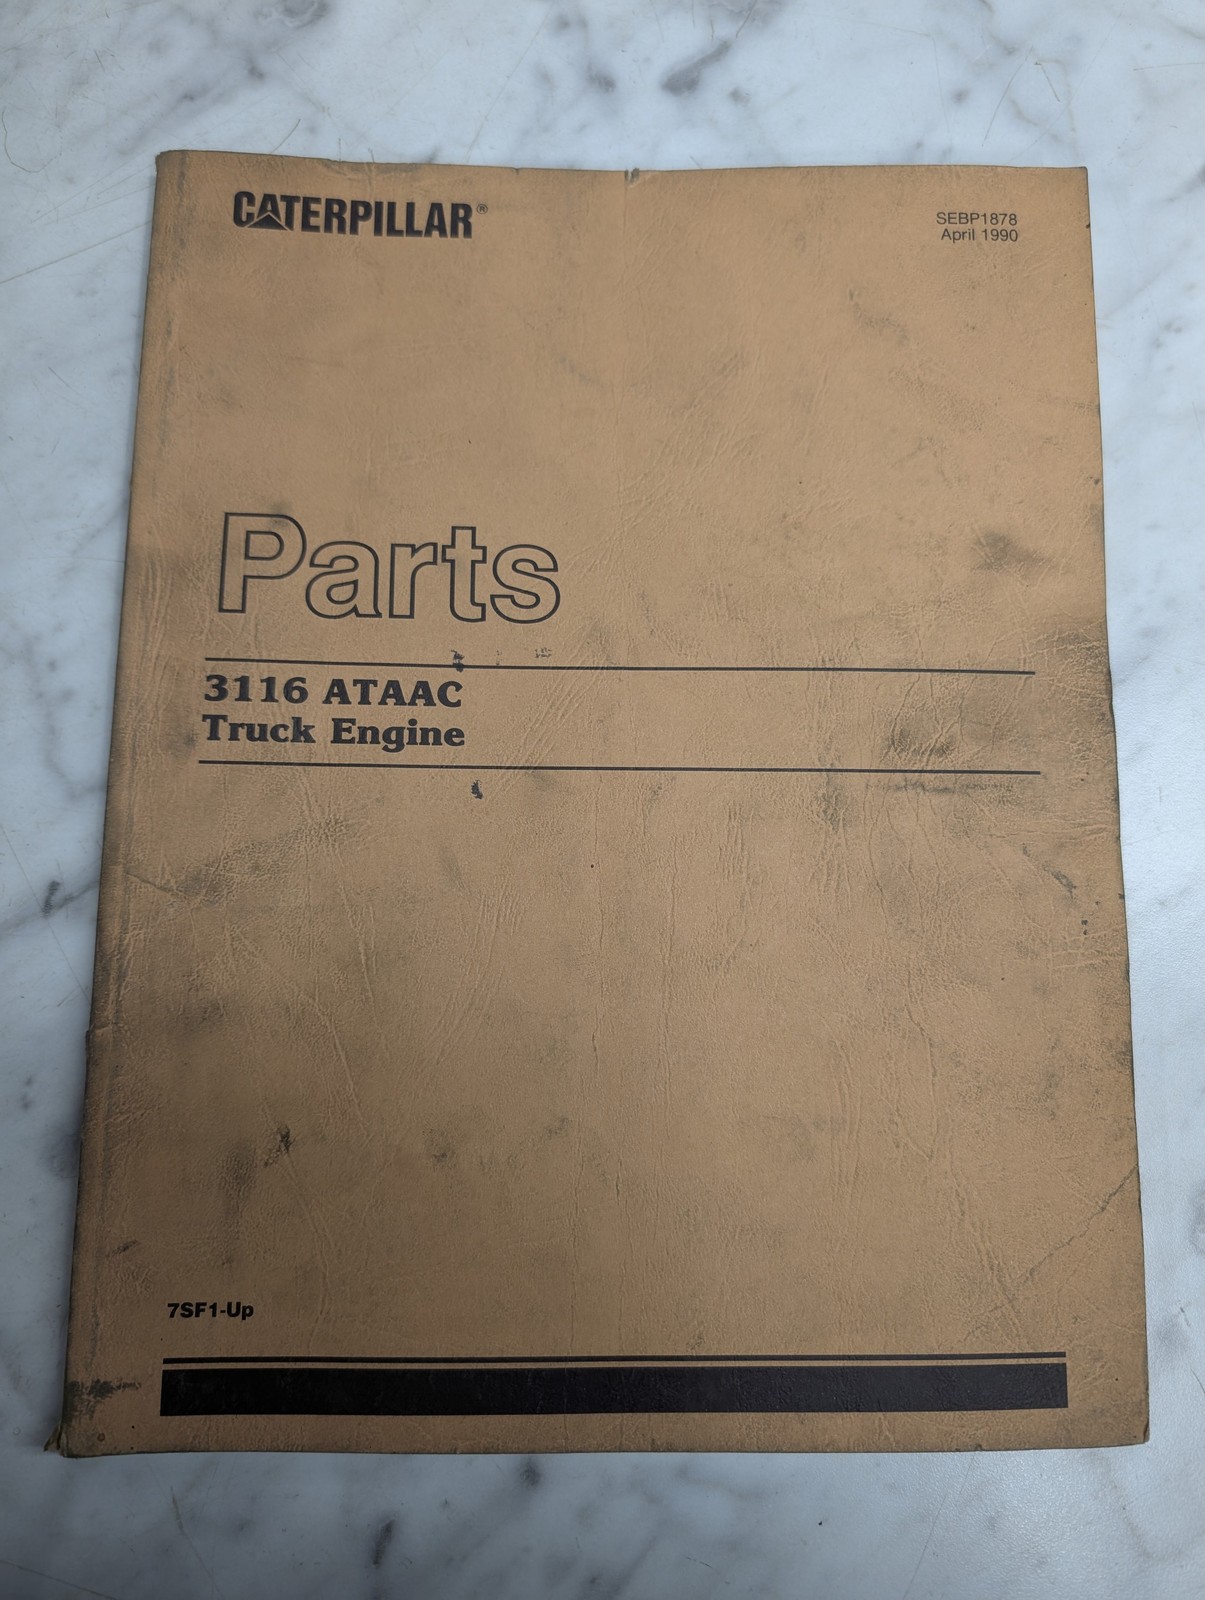 CATERPILLAR®
SEBP1878
April 1990
Parts
3116 ATAAC
Truck Engine
7SF1-Up